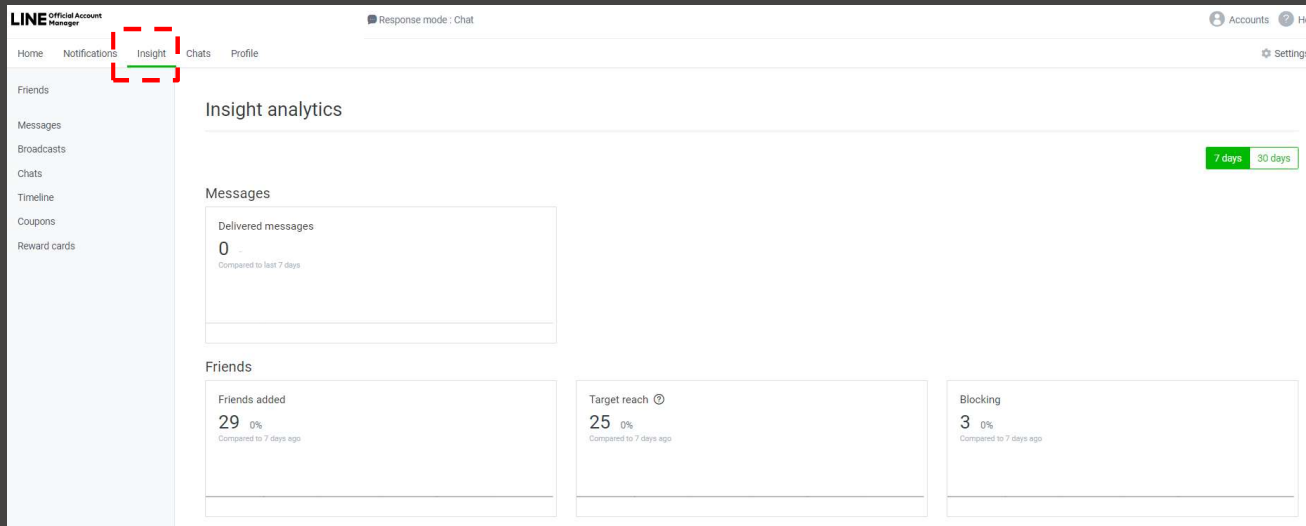 LINE Official Account Manager
Response mode : Chat
Accounts
Home Notifications Insight Chats Profile
Settings
Friends
Messages
Broadcasts
Chats
Timeline
Coupons
Reward cards
Insight analytics
7 days 30 days
Messages
Delivered messages
0 -
Compared to last 7 days
Friends
Friends added
29 0%
Compared to 7 days ago
Target reach ?
25 0%
Compared to 7 days ago
Blocking
3 0%
Compared to 7 days ago